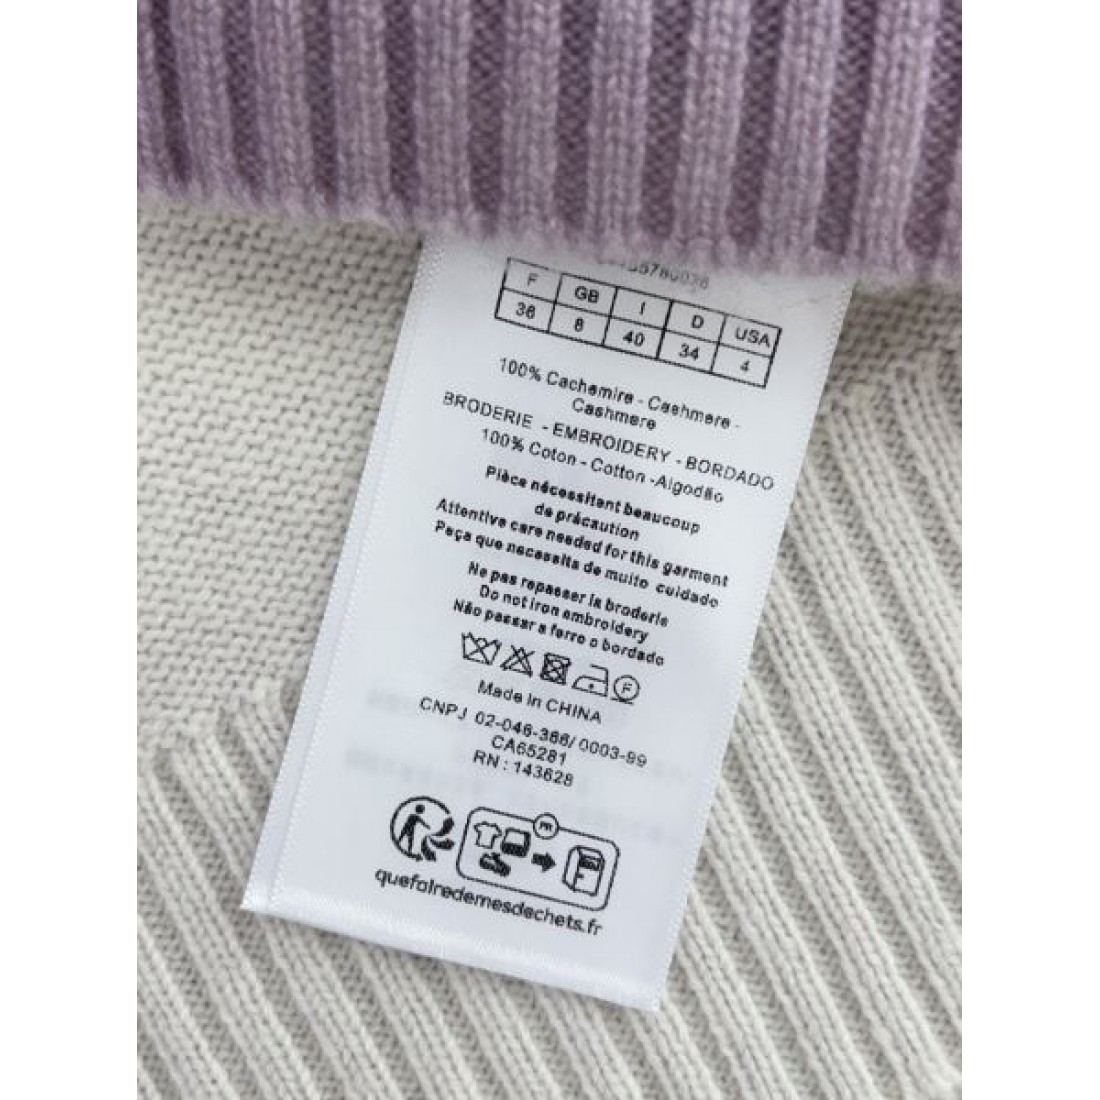 F GB I D USA
36 8 40 34 4
100% Cachemire - Cashmere -
Cashmere
BRODERIE - EMBROIDERY - BORDADO
100% Coton - Cotton -Algodão
Pièce nécessitent beaucoup
de précaution
Attentive care needed for this garment
Peça que necessita de muito cuidado
Ne pas repasser la broderie
Do not iron embroidery
Não passar a ferro o bordado
F
Made in CHINA
CNPJ 02-046-366/ 0003-99
CA65281
RN : 143628
FR
quefairedemesdechets.fr